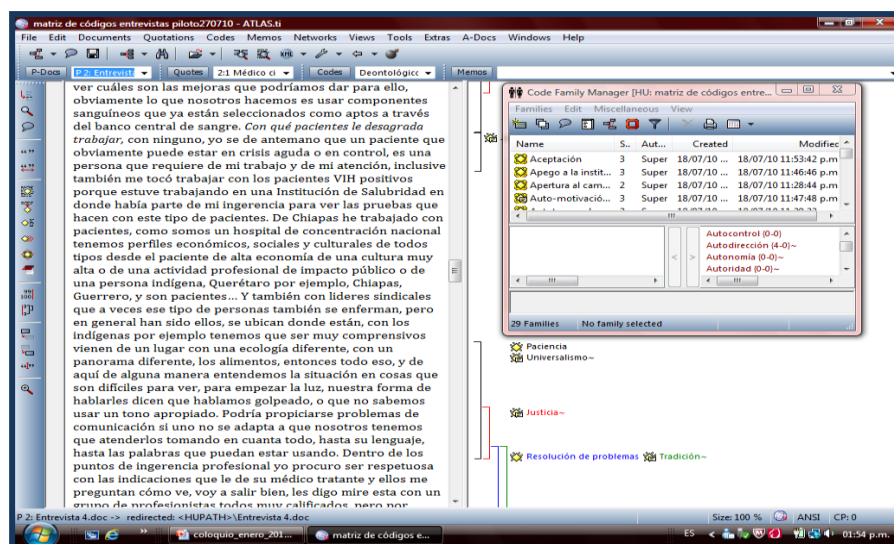 matriz de códigos entrevistas piloto270710 - ATLAS.ti
File Edit Documents Quotations Codes Memos Networks Views Tools Extras A-Docs Windows Help
P-Docs P 2: Entrevist Quotes 2:1 Médico ci Codes Deontológicc Memos
ver cuáles son las mejoras que podríamos dar para ello,
obviamente lo que nosotros hacemos es usar componentes
sanguíneos que ya están seleccionados como aptos a través
del banco central de sangre. Con qué pacientes le desagrada
trabajar, con ninguno, yo se de antemano que un paciente que
obviamente puede estar en crisis aguda o en control, es una
persona que requiere de mi trabajo y de mi atención, inclusive
también me tocó trabajar con los pacientes VIH positivos
porque estuve trabajando en una Institución de Salubridad en
donde había parte de mi ingerencia para ver las pruebas que
hacen con este tipo de pacientes. De Chiapas he trabajado con
pacientes, como somos un hospital de concentración nacional
tenemos perfiles económicos, sociales y culturales de todos
tipos desde el paciente de alta economía de una cultura muy
alta o de una actividad profesional de impacto público o de
una persona indígena, Querétaro por ejemplo, Chiapas,
Guerrero, y son pacientes... Y también con lideres sindicales
que a veces ese tipo de personas también se enferman, pero
en general han sido ellos, se ubican donde están, con los
indígenas por ejemplo tenemos que ser muy comprensivos
vienen de un lugar con una ecología diferente, con un
panorama diferente, los alimentos, entonces todo eso, y de
aquí de alguna manera entendemos la situación en cosas que
son difíciles para ver, para empezar la luz, nuestra forma de
hablarles dicen que hablamos golpeado, o que no sabemos
usar un tono apropiado. Podría propiciarse problemas de
comunicación si uno no se adapta a que nosotros tenemos
que atenderlos tomando en cuanta todo, hasta su lenguaje,
hasta las palabras que puedan estar usando. Dentro de los
puntos de ingerencia profesional yo procuro ser respetuosa
con las indicaciones que le de su médico tratante y ellos me
preguntan cómo ve, voy a salir bien, les digo mire esta con un
grupo de profesionistas todos muy calificados, pero por
Code Family Manager [HU: matriz de códigos entre...
Families Edit Miscellaneous View
Name S.. Aut... Created Modified
Aceptación 3 Super 18/07/10 ... 18/07/10 11:53:42 p.m
Apego a la instit... 3 Super 18/07/10 ... 18/07/10 11:46:46 p.m
Apertura al cam... 2 Super 18/07/10 ... 18/07/10 11:28:44 p.m
Auto-motivació... 3 Super 18/07/10 ... 18/07/10 11:47:48 p.m
Autocontrol (0-0)
Autodirección (4-0)~
Autonomía (0-0)~
Autoridad (0-0)~
29 Families No family selected
Paciencia
Universalismo~
Justicia~
Resolución de problemas Tradición~
P 2: Entrevista 4.doc -> redirected: <HUPATH>\Entrevista 4.doc Size: 100 % ANSI CP: 0
coloquio_enero_201... matriz de códigos e... ES 01:54 p.m.